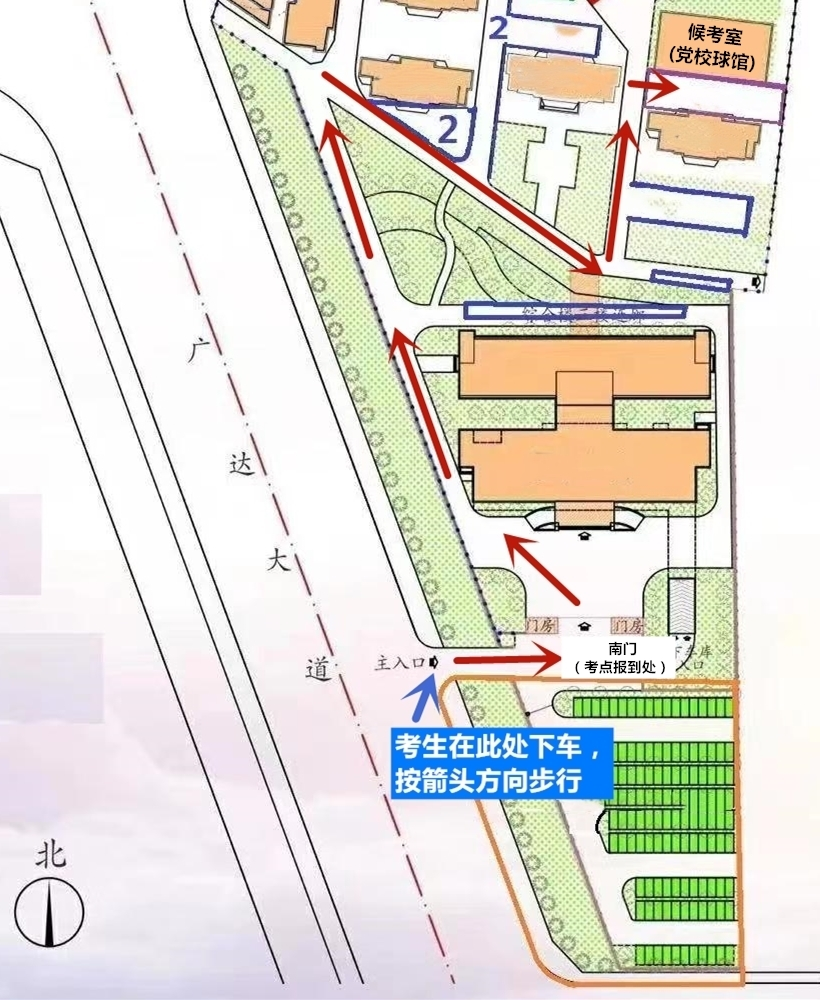 2
候考室
(党校球馆)
2
广
达
大
道
门房
门房
主入口
南门
（考点报到处）
考生在此处下车，
按箭头方向步行
北